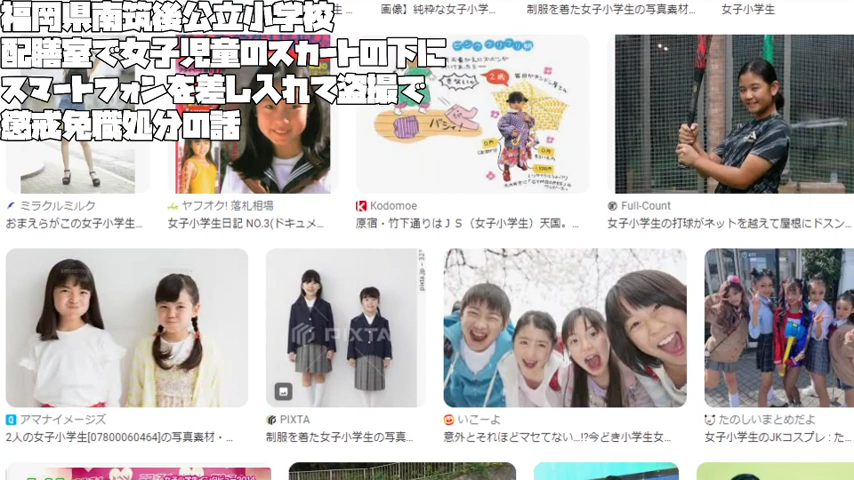 画像】純粋な女子小学...
制服を着た女子小学生の写真素材...
女子小学生
福岡県南筑後公立小学校
配膳室で女子児童のスカートの下に
スマートフォンを差し入れて盗撮で
懲戒免職処分の話
ピンクフリフリ期
バシャ!
ミラクルミルク
ヤフオク! 落札相場
Kodomoe
Full-Count
おまえらがこの女子小学生...
女子小学生日記 NO.3(ドキュメ...
原宿・竹下通りはJS(女子小学生)天国。...
女子小学生の打球がネットを越えて屋根にドスン...
PIXTA
アマナイメージズ
PIXTA
いこーよ
たのしいまとめだよ
2人の女子小学生[07800060464]の写真素材・...
制服を着た女子小学生の写真...
意外とそれほどマセてない...!?今どき小学生女...
女子小学生のJKコスプレ : た...